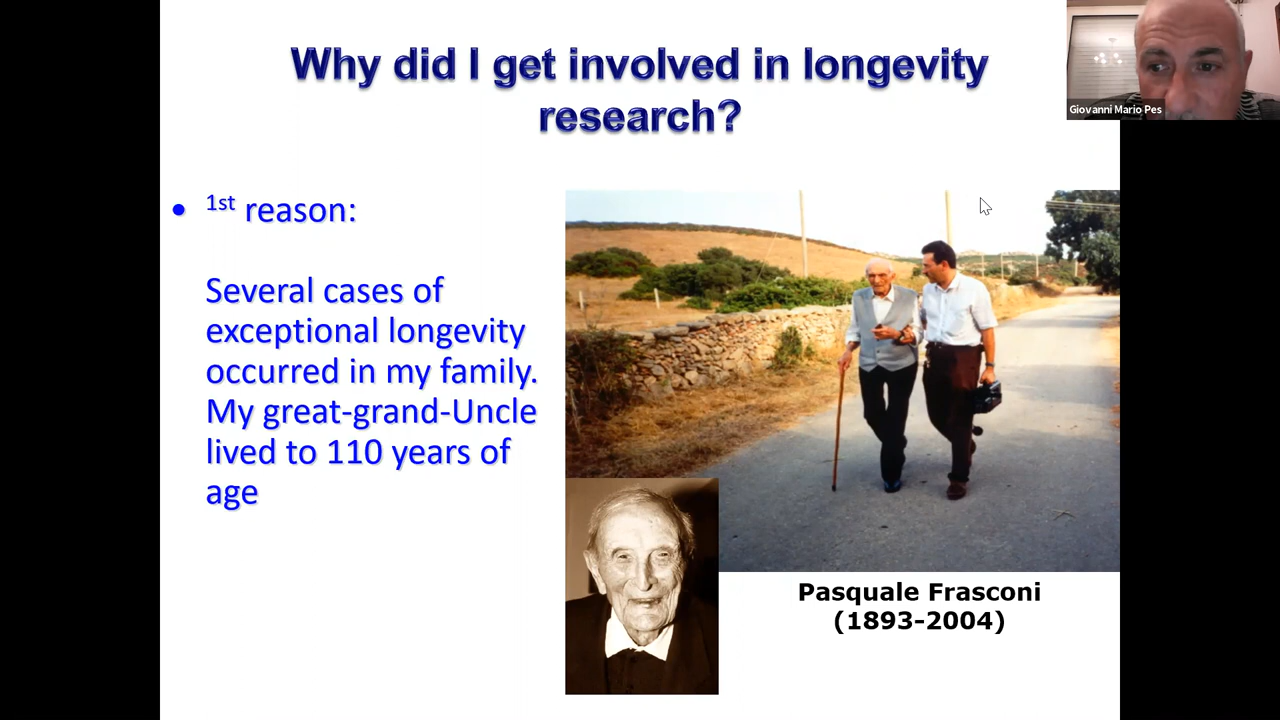 Why did I get involved in longevity
research?
Giovanni Mario Pes
• 1st reason:
Several cases of
exceptional longevity
occurred in my family.
My great-grand-Uncle
lived to 110 years of
age
Pasquale Frasconi
(1893-2004)